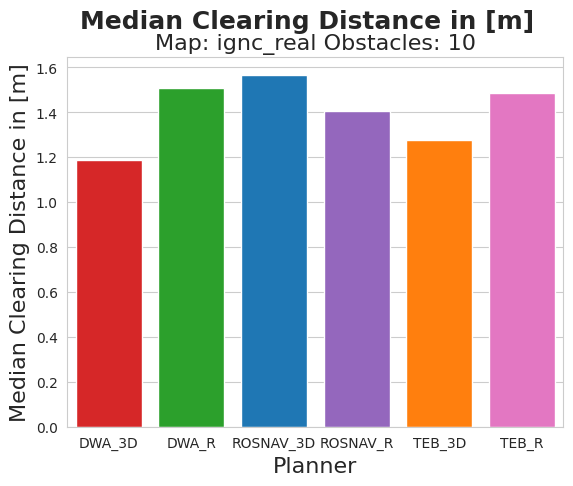 Median Clearing Distance in [m]
Map: ignc_real Obstacles: 10
Median Clearing Distance in [m]
1.6
1.4
1.2
1.0
0.8
0.6
0.4
0.2
0.0
DWA_3D DWA_R ROSNAV_3D ROSNAV_R TEB_3D TEB_R
Planner